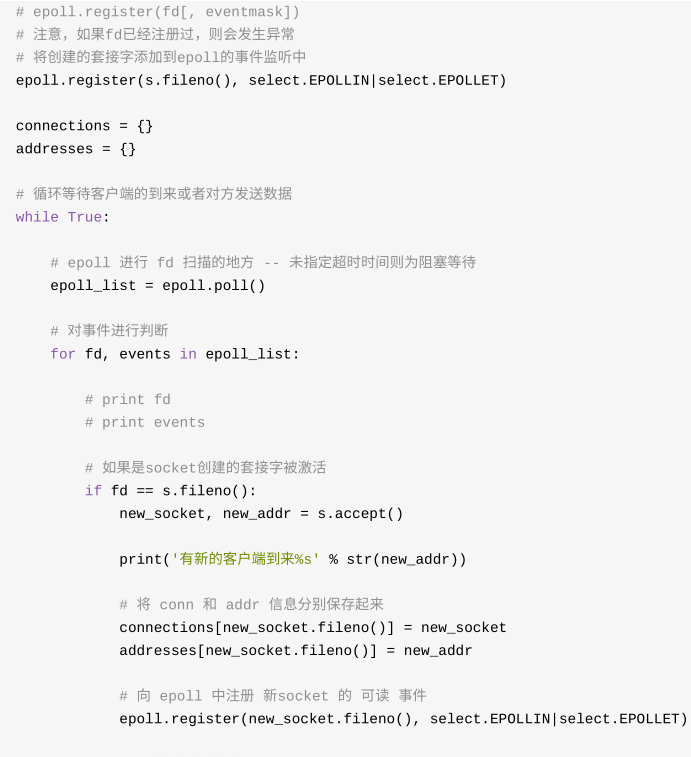 # epoll.register(fd[, eventmask])
# 注意，如果fd已经注册过，则会发生异常
# 将创建的套接字添加到epoll的事件监听中
epoll.register(s.fileno(), select.EPOLLIN|select.EPOLLET)
connections = {}
addresses = {}
# 循环等待客户端的到来或者对方发送数据
while True:
# epoll 进行 fd 扫描的地方 -- 未指定超时时间则为阻塞等待
epoll_list = epoll.poll()
# 对事件进行判断
for fd, events in epoll_list:
# print fd
# print events
# 如果是socket创建的套接字被激活
if fd == s.fileno():
new_socket, new_addr = s.accept()
print('有新的客户端到来%s' % str(new_addr))
# 将 conn 和 addr 信息分别保存起来
connections[new_socket.fileno()] = new_socket
addresses[new_socket.fileno()] = new_addr
# 向 epoll 中注册 新socket 的 可读 事件
epoll.register(new_socket.fileno(), select.EPOLLIN|select.EPOLLET)